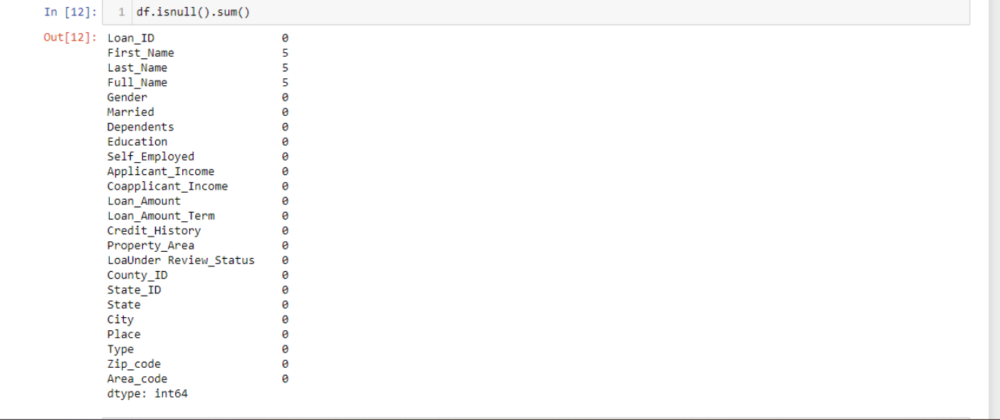 In [12]: 1 df.isnull().sum()
Out[12]: Loan_ID 0
First_Name 5
Last_Name 5
Full_Name 5
Gender 0
Married 0
Dependents 0
Education 0
Self_Employed 0
Applicant_Income 0
Coapplicant_Income 0
Loan_Amount 0
Loan_Amount_Term 0
Credit_History 0
Property_Area 0
LoaUnder Review_Status 0
County_ID 0
State_ID 0
State 0
City 0
Place 0
Type 0
Zip_code 0
Area_code 0
dtype: int64